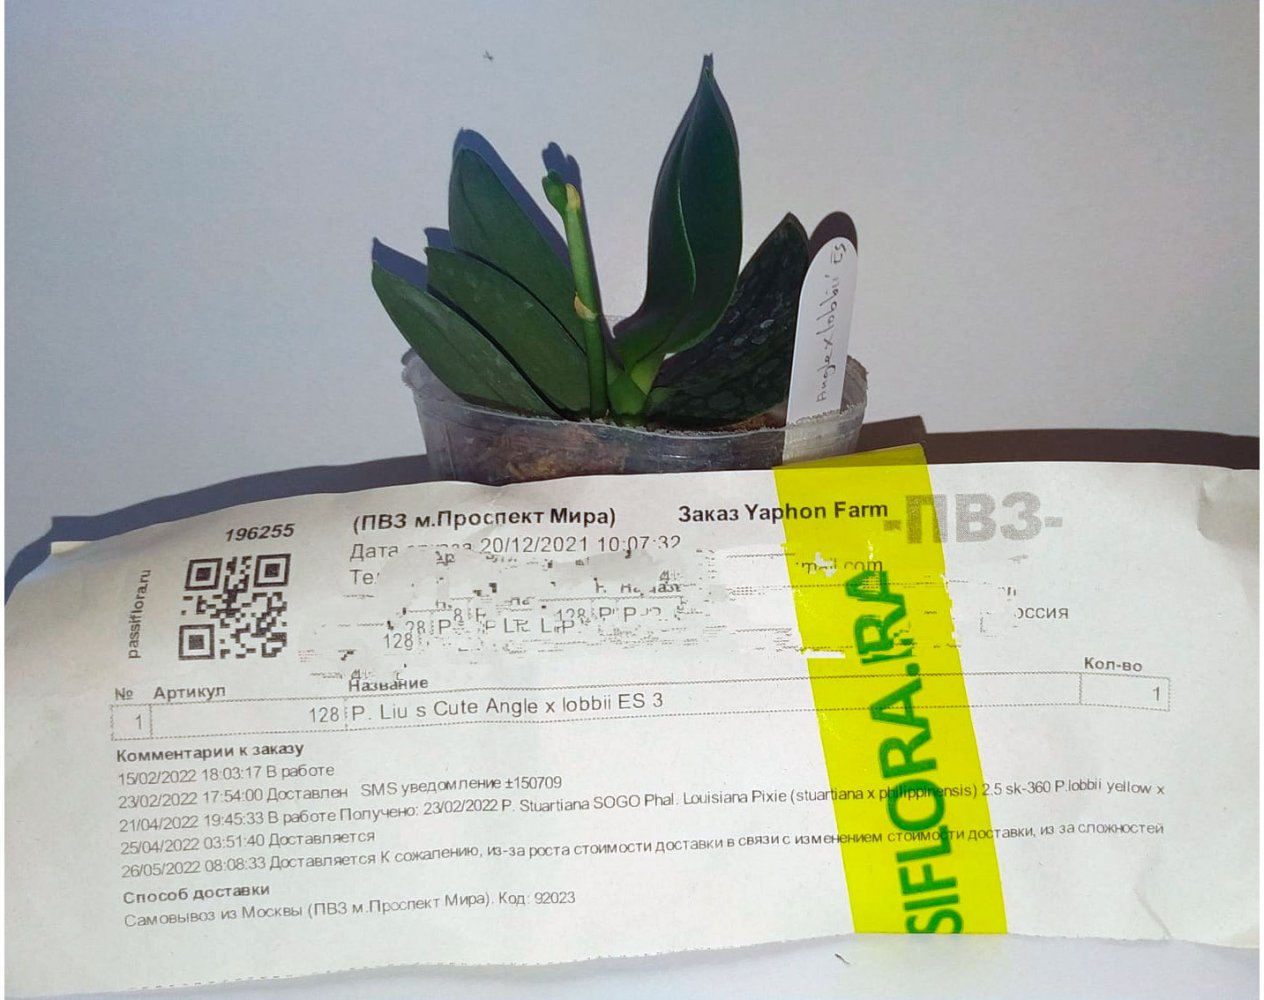 Angle x lobbii ES
196255
(ПВЗ м.Проспект Мира)
Заказ Yaphon Farm
-ПВЗ-
Дата 20/12/2021 10:07:32
passiflora.ru
128
№ Артикул Название Кол-во
1 128 P. Liu s Cute Angle x lobbii ES 3 1
Комментарии к заказу
15/02/2022 18:03:17 В работе
23/02/2022 17:54:00 Доставлен SMS уведомление ±150709
21/04/2022 19:45:33 В работе Получено: 23/02/2022 P. Stuartiana SOGO Phal. Louisiana Pixie (stuartiana x philippinensis) 2.5 sk-360 P.lobbii yellow x
25/04/2022 03:51:40 Доставляется
26/05/2022 08:08:33 Доставляется К сожалению, из-за роста стоимости доставки в связи с изменением стоимости доставки, из за сложностей
Способ доставки
Самовывоз из Москвы (ПВЗ м.Проспект Мира). Код: 92023
SIFLORA.RA